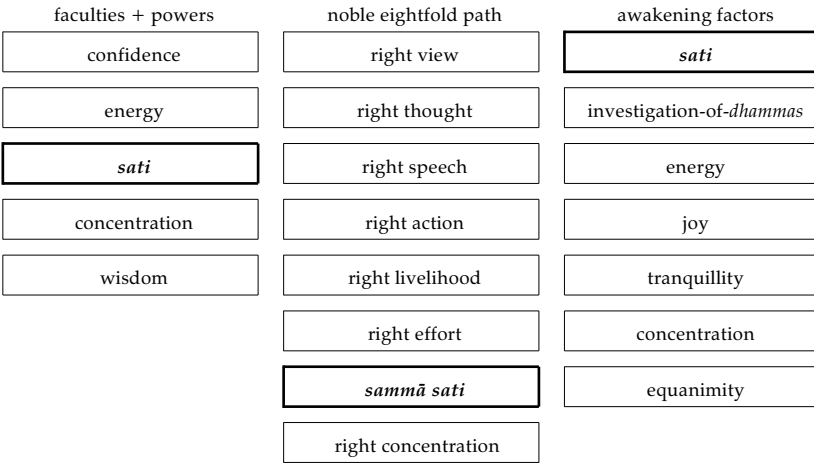 faculties + powers
confidence
energy
sati
concentration
wisdom
noble eightfold path
right view
right thought
right speech
right action
right livelihood
right effort
sammā sati
right concentration
awakening factors
sati
investigation-of-dhammas
energy
joy
tranquillity
concentration
equanimity